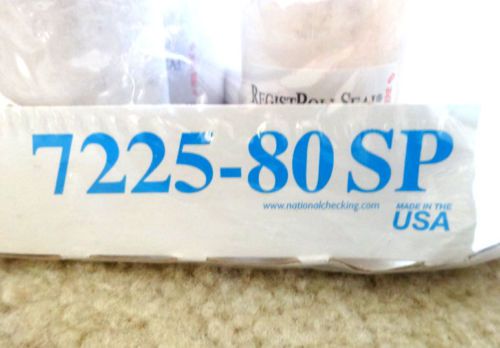 REGISTROLL SEAL®
7225-80 SP
www.nationalchecking.com
MADE IN THE
USA